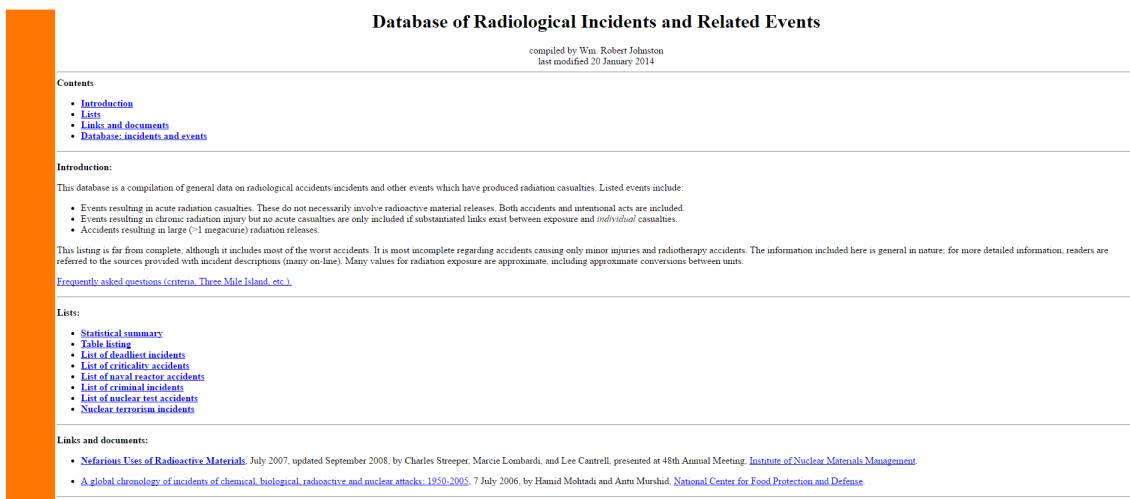 Database of Radiological Incidents and Related Events
compiled by Wm. Robert Johnston
last modified 20 January 2014
Contents
Introduction
Lists
Links and documents
Database: incidents and events
Introduction:
This database is a compilation of general data on radiological accidents/incidents and other events which have produced radiation casualties. Listed events include:
Events resulting in acute radiation casualties. These do not necessarily involve radioactive material releases. Both accidents and intentional acts are included.
Events resulting in chronic radiation injury but no acute casualties are only included if substantiated links exist between exposure and individual casualties.
Accidents resulting in large (>1 megacurie) radiation releases.
This listing is far from complete, although it includes most of the worst accidents. It is most incomplete regarding accidents causing only minor injuries and radiotherapy accidents. The information included here is general in nature; for more detailed information, readers are
referred to the sources provided with incident descriptions (many on-line). Many values for radiation exposure are approximate, including approximate conversions between units.
Frequently asked questions (criteria, Three Mile Island, etc.).
Lists:
Statistical summary
Table listing
List of deadliest incidents
List of criticality accidents
List of naval reactor accidents
List of criminal incidents
List of nuclear test accidents
Nuclear terrorism incidents
Links and documents:
Nefarious Uses of Radioactive Materials, July 2007, updated September 2008, by Charles Streeper, Marcie Lombardi, and Lee Cantrell, presented at 48th Annual Meeting, Institute of Nuclear Materials Management.
A global chronology of incidents of chemical, biological, radioactive and nuclear attacks: 1950-2005, 7 July 2006, by Hamid Mohtadi and Antu Murshid, National Center for Food Protection and Defense.